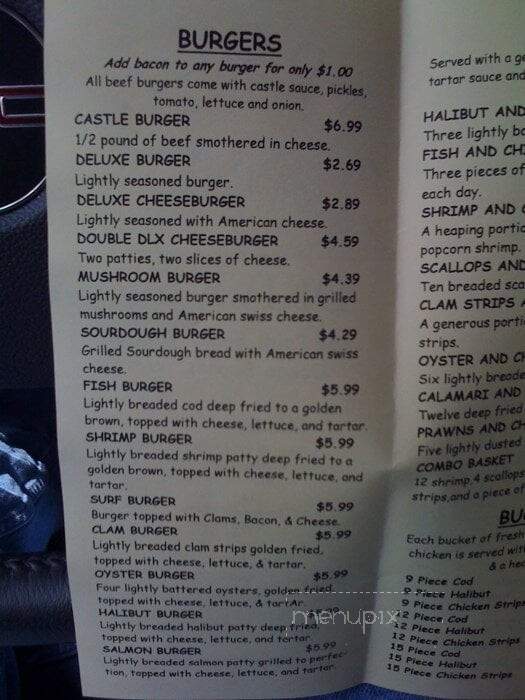 BURGERS
Add bacon to any burger for only $1.00
All beef burgers come with castle sauce, pickles,
tomato, lettuce and onion.
CASTLE BURGER $6.99
1/2 pound of beef smothered in cheese.
DELUXE BURGER $2.69
Lightly seasoned burger.
DELUXE CHEESEBURGER $2.89
Lightly seasoned with American cheese.
DOUBLE DLX CHEESEBURGER $4.59
Two patties, two slices of cheese.
MUSHROOM BURGER $4.39
Lightly seasoned burger smothered in grilled
mushrooms and American swiss cheese.
SOURDOUGH BURGER $4.29
Grilled Sourdough bread with American swiss
cheese.
FISH BURGER $5.99
Lightly breaded cod deep fried to a golden
brown, topped with cheese, lettuce, and tartar.
SHRIMP BURGER $5.99
Lightly breaded shrimp patty deep fried to a
golden brown, topped with cheese, lettuce, and
tartar.
SURF BURGER $5.99
Burger topped with Clams, Bacon, & Cheese.
CLAM BURGER $5.99
Lightly breaded clam strips golden fried,
topped with cheese, lettuce, & tartar.
OYSTER BURGER $5.99
Four lightly battered oysters, golden fried
topped with cheese, lettuce, & tartAr.
HALIBUT BURGER
Lightly breaded halibut patty deep fried,
topped with cheese, lettuce, and tartar.
SALMON BURGER $5.99
Lightly breaded salmon patty grilled to perfec-
tion, topped with cheese, lettuce, and tartar.
menupix
Served with a
tartar sauce and
HALIBUT AND
Three lightly
FISH AND
Three pieces of
each day.
SHRIMP AND
A heaping
popcorn shrimp.
SCALLOPS AND
Ten breaded
CLAM STRIPS
A generous
strips.
OYSTER AND
Six lightly
CALAMARI AND
Twelve deep fried
PRAWNS AND
Five lightly dusted
COMBO BASKET
12 shrimp, 4 scallops
strips, and a piece of
Each bucket of fresh
chicken is served
9 Piece Cod
9 Piece Halibut
9 Piece Chicken Strips
12 Piece Cod
12 Piece Halibut
12 Piece Chicken Strips
15 Piece Cod
15 Piece Halibut
15 Piece Chicken Strips